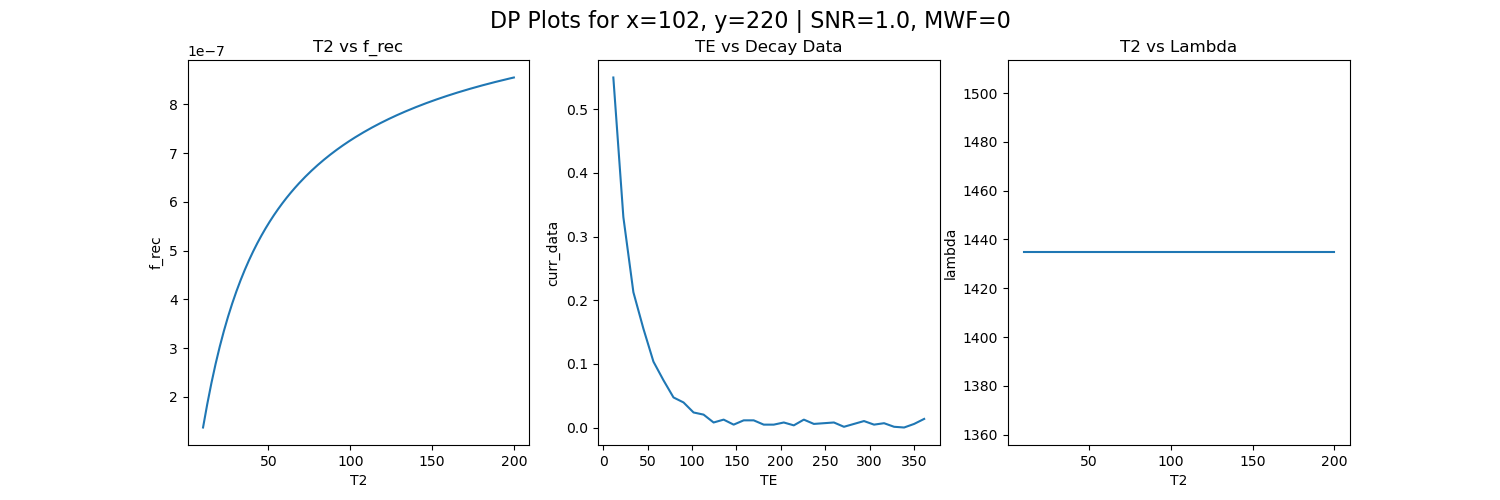 DP Plots for x=102, y=220 | SNR=1.0, MWF=0
T2 vs f_rec
1e−7
f_rec
8
7
6
5
4
3
2
50 100 150 200
T2
TE vs Decay Data
curr_data
0.5
0.4
0.3
0.2
0.1
0.0
0 50 100 150 200 250 300 350
TE
T2 vs Lambda
lambda
1500
1480
1460
1440
1420
1400
1380
1360
50 100 150 200
T2